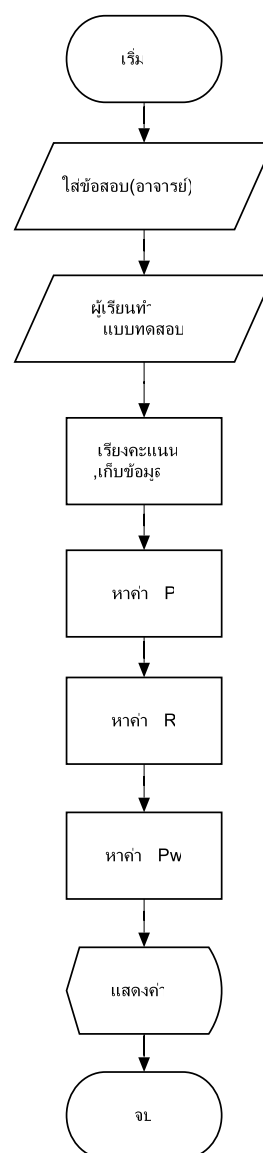 เริ่ม
ใส่ข้อสอบ(อาจารย์)
ผู้เรียนทำ
แบบทดสอบ
เรียงคะแนน
,เก็บข้อมูล
หาค่า P
หาค่า R
หาค่า Pw
แสดงค่า
จบ